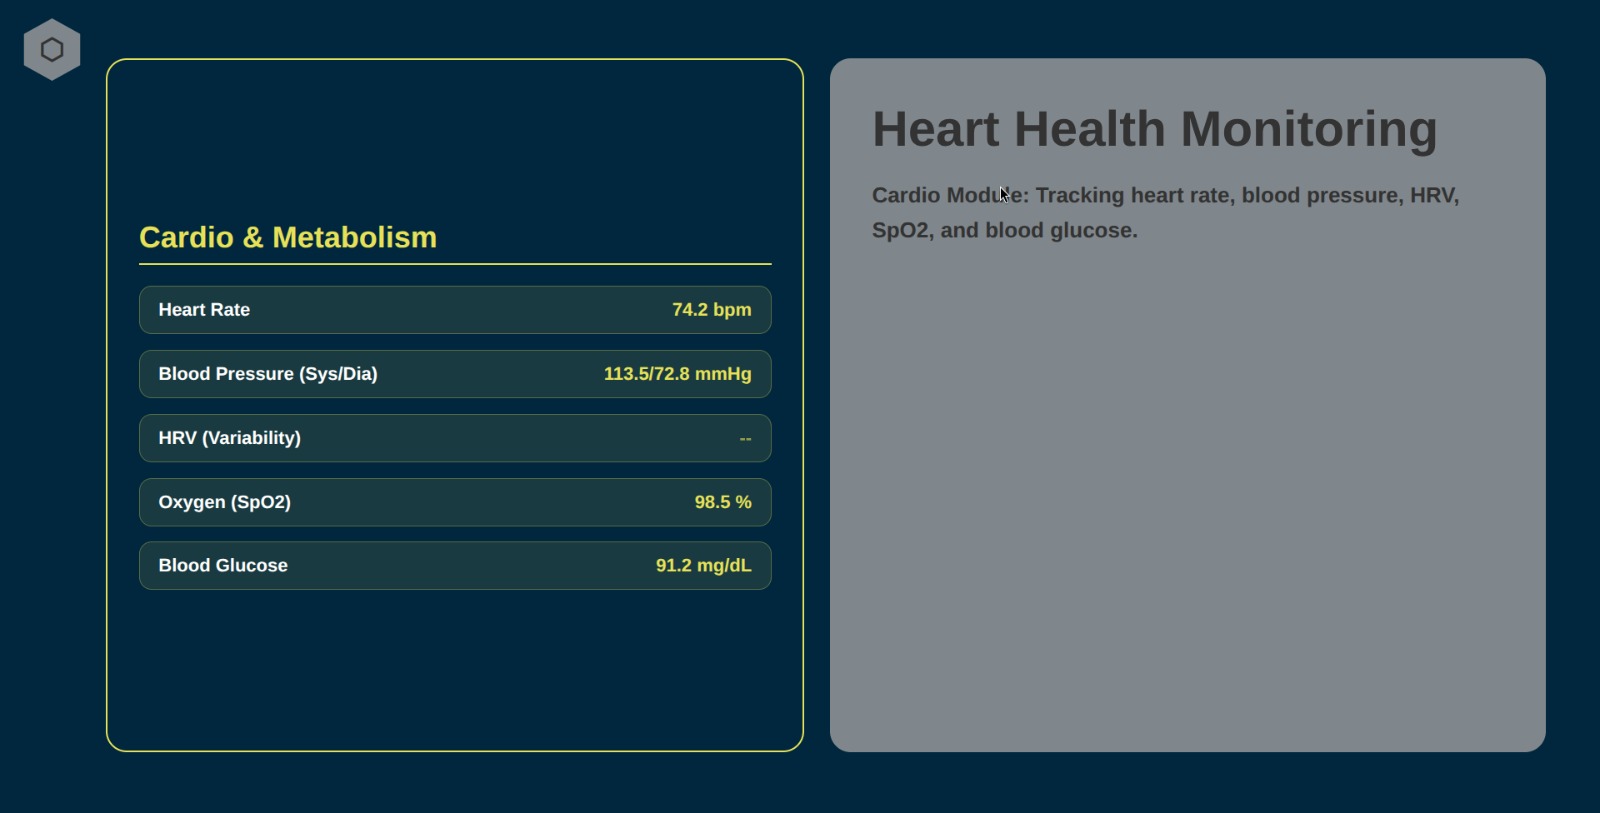 Cardio & Metabolism
Heart Rate 74.2 bpm
Blood Pressure (Sys/Dia) 113.5/72.8 mmHg
HRV (Variability) --
Oxygen (SpO2) 98.5 %
Blood Glucose 91.2 mg/dL
Heart Health Monitoring
Cardio Module: Tracking heart rate, blood pressure, HRV,
SpO2, and blood glucose.